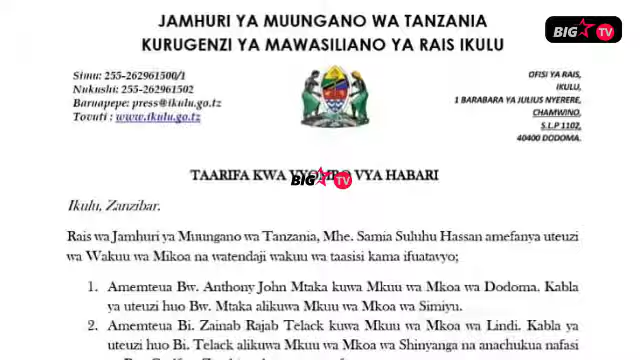 JAMHURI YA MUUNGANO WA TANZANIA
KURUGENZI YA MAWASILIANO YA RAIS IKULU
BIG TV
Simu: 255-262961500/1
Nukushi: 255-262961502
Baruapepe: press@ikulu.go.tz
Tovuti : www.ikulu.go.tz
OFISI YA RAIS,
IKULU,
1 BARABARA YA JULIUS NYERERE,
CHAMWINO,
S.L.P 1102,
40400 DODOMA.
TAARIFA KWA VYOMBO VYA HABARI
BIG TV
Ikulu, Zanzibar.
Rais wa Jamhuri ya Muungano wa Tanzania, Mhe. Samia Suluhu Hassan amefanya uteuzi
wa Wakuu wa Mikoa na watendaji wakuu wa taasisi kama ifuatavyo;
1. Amemteua Bw. Anthony John Mtaka kuwa Mkuu wa Mkoa wa Dodoma. Kabla
ya uteuzi huo Bw. Mtaka alikuwa Mkuu wa Mkoa wa Simiyu.
2. Amemteua Bi. Zainab Rajab Telack kuwa Mkuu wa Mkoa wa Lindi. Kabla ya
uteuzi huo Bi. Telack alikuwa Mkuu wa Mkoa wa Shinyanga na anachukua nafasi